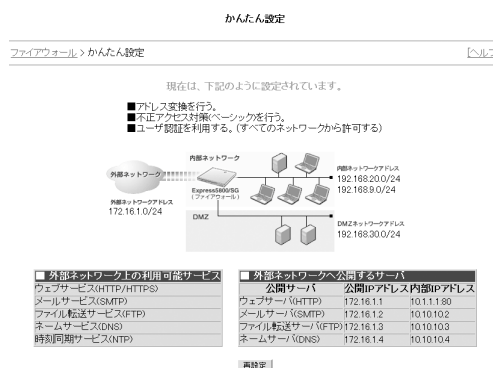 かんたん設定
ファイアウォール > かんたん設定
[ヘルプ
現在は、下記のように設定されています。
■アドレス変換を行う。
■不正アクセス対策(ベーシック)を行う。
■ユーザ認証を利用する。(すべてのネットワークから許可する)
内部ネットワーク
外部ネットワーク
内部ネットワークアドレス
192.168.20.0/24
192.168.9.0/24
Express5800/SG
(ファイアウォール)
外部ネットワークアドレス
172.16.1.0/24
DMZ
DMZネットワークアドレス
192.168.30.0/24
■ 外部ネットワーク上の利用可能サービス
ウェブサービス(HTTP/HTTPS)
メールサービス(SMTP)
ファイル転送サービス(FTP)
ネームサービス(DNS)
時刻同期サービス(NTP)
■ 外部ネットワークへ公開するサーバ
公開サーバ 公開IPアドレス 内部IPアドレス
ウェブサーバ(HTTP) 172.16.1.1 10.1.1.1:80
メールサーバ(SMTP) 172.16.1.2 10.10.10.2
ファイル転送サーバ(FTP) 172.16.1.3 10.10.10.3
ネームサーバ(DNS) 172.16.1.4 10.10.10.4
再設定